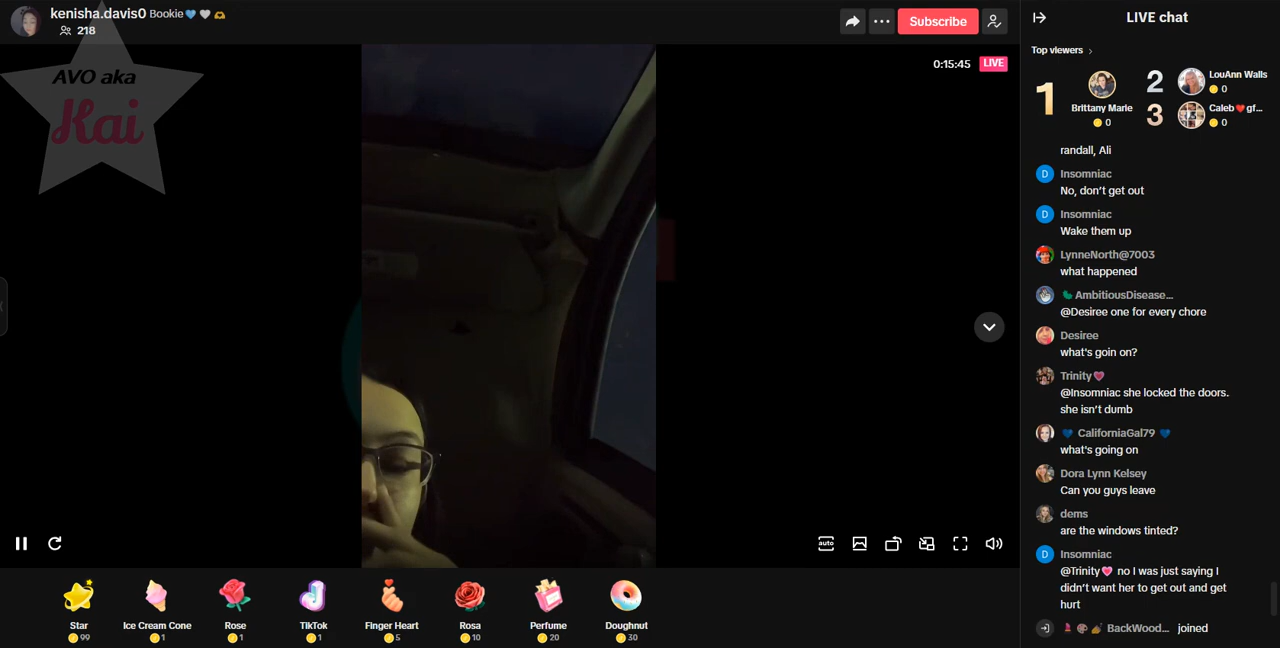 kenisha.davis0 Bookie💙🤍🫶
218
Subscribe
AVO aka
Kai
0:15:45 LIVE
LIVE chat
Top viewers
1
Brittany Marie
0
2
LouAnn Walls
0
3
Caleb❤️gf...
0
randall, Ali
D
Insomniac
No, don't get out
D
Insomniac
Wake them up
LynneNorth@7003
what happened
AmbitiousDisease...
@Desiree one for every chore
Desiree
what's goin on?
Trinity💗
@Insomniac she locked the doors.
she isn't dumb
💙 CaliforniaGal79 💙
what's going on
Dora Lynn Kelsey
Can you guys leave
dems
are the windows tinted?
D
Insomniac
@Trinity💗 no I was just saying I
didn't want her to get out and get
hurt
💄🎨💅🏾 BackWood... joined
auto
Star
99
Ice Cream Cone
1
Rose
1
TikTok
1
Finger Heart
5
Rosa
10
Perfume
20
Doughnut
30